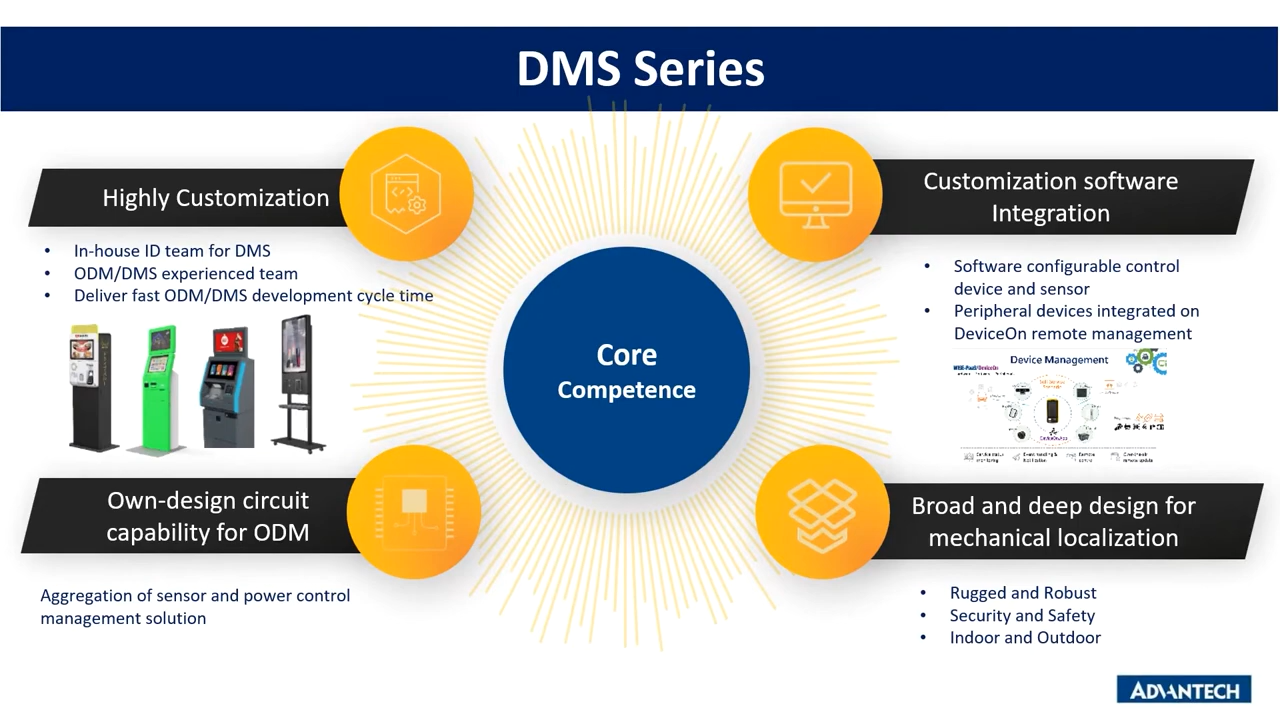 DMS Series
Highly Customization
• In-house ID team for DMS
• ODM/DMS experienced team
• Deliver fast ODM/DMS development cycle time
Customization software
Integration
• Software configurable control
device and sensor
• Peripheral devices integrated on
DeviceOn remote management
Device Management
WISE-PaaS/DeviceOn
Core
Competence
Own-design circuit
capability for ODM
Aggregation of sensor and power control
management solution
Broad and deep design for
mechanical localization
• Rugged and Robust
• Security and Safety
• Indoor and Outdoor
ADVANTECH